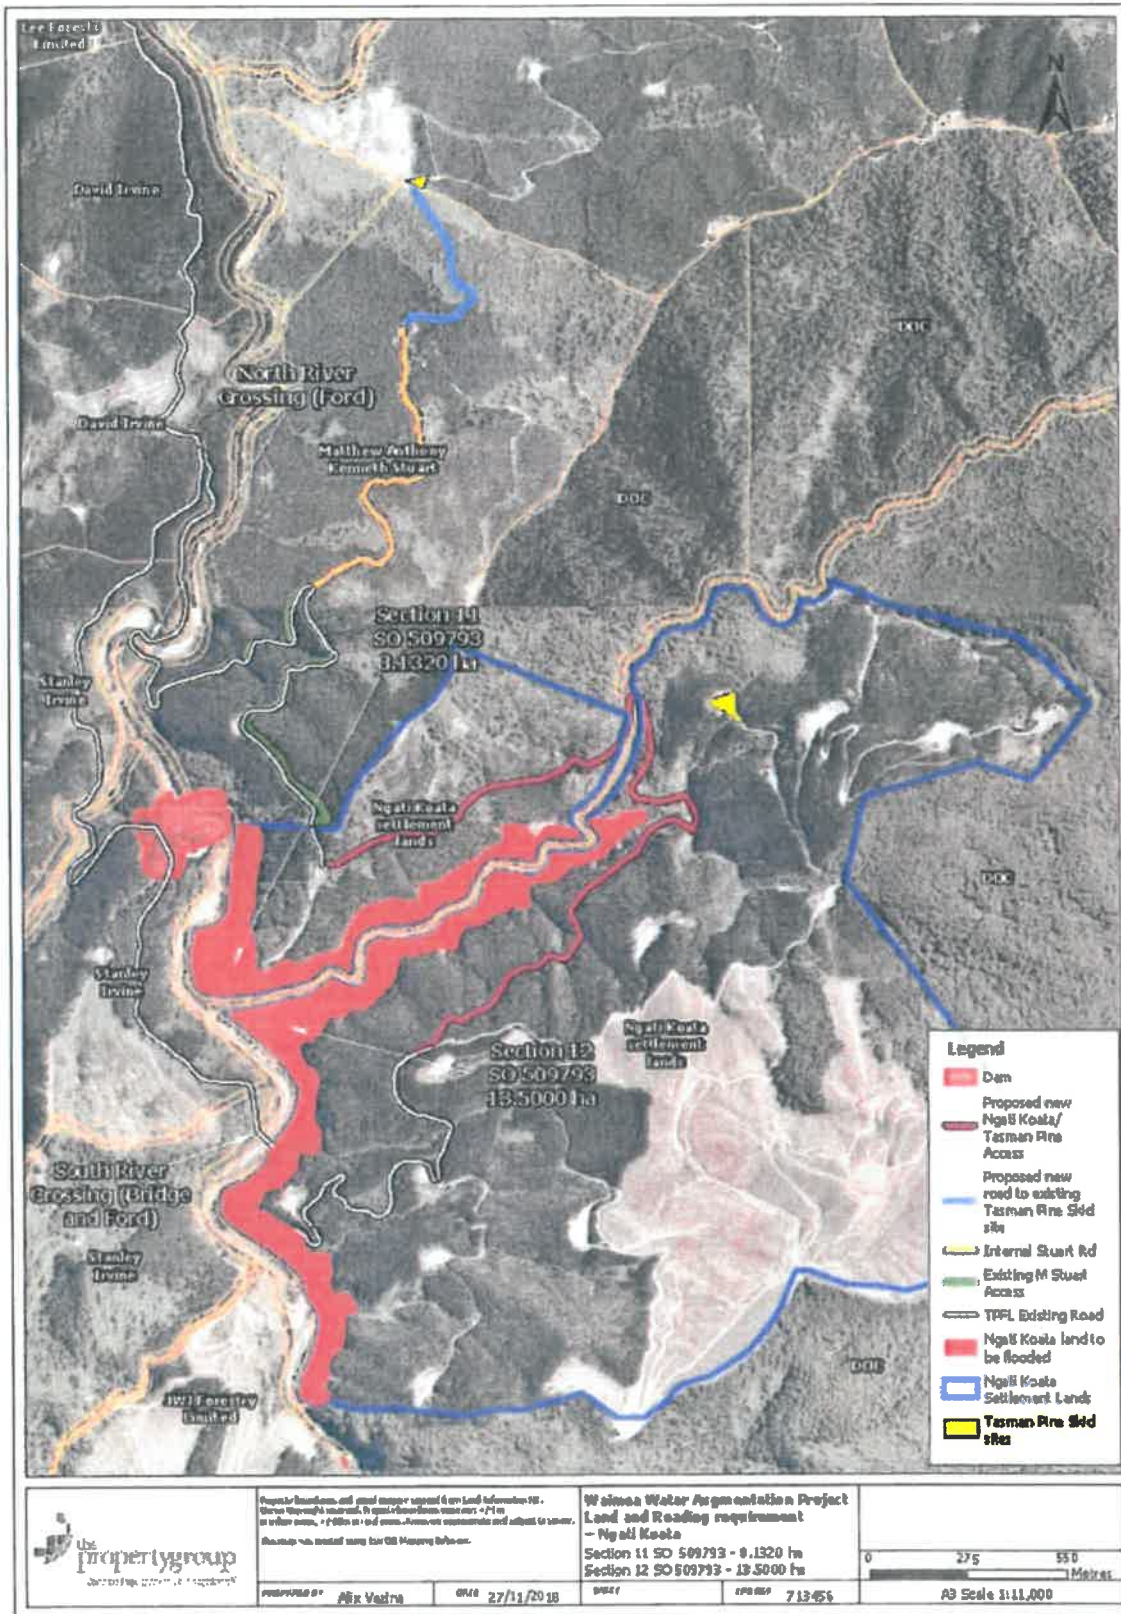 Lee Forests
Limited
N
David Irvine
DOC
North River
Crossing (Ford)
David Irvine
Matthew Anthony
Kenneth Stuart
DOC
Section 11
SO 509793
8.1320 ha
Stanley
Irvine
Ngati Koata
settlement
lands
DOC
Stanley
Irvine
Ngati Koata
settlement
lands
Section 12
SO 509793
13.5000 ha
South River
Crossing (Bridge
and Ford)
Stanley
Irvine
DOC
JWJ Forestry
Limited
Legend
Dam
Proposed new
Ngati Koata/
Tasman Pine
Access
Proposed new
road to existing
Tasman Pine Skid
site
Internal Stuart Rd
Existing M Stuart
Access
TPFL Existing Road
Ngati Koata land to
be flooded
Ngati Koata
Settlement Lands
Tasman Pine Skid
sites
the
propertygroup
Waimea Water Augmentation Project
Land and Roading requirement
- Ngati Koata
Section 11 SO 509793 - 8.1320 ha
Section 12 SO 509793 - 13.5000 ha
0 275 550
Metres
PREPARED BY Alix Vezina
DATE 27/11/2018
713456
A3 Scale 1:11,000